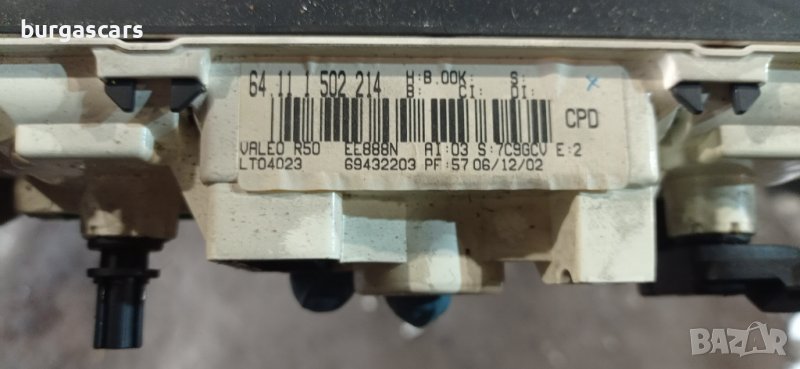 burgascars
64 11 1 502 214 H:B.00K: S:
B: CI: DI:
CPD
VALEO R50 EE888N AI:03 S:7C9GCV E:2
LT04023 69432203 PF:57 06/12/02
BAZAR